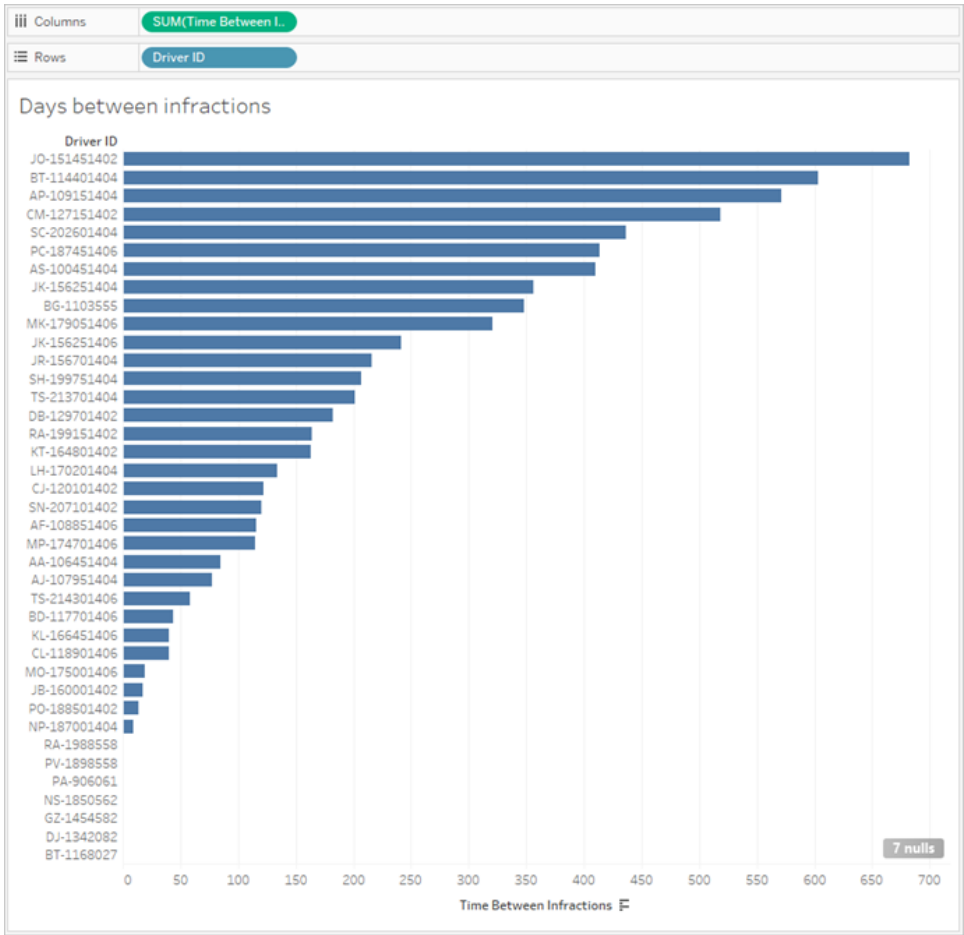 Columns SUM(Time Between I..
Rows Driver ID
Days between infractions
Driver ID
JO-151451402
BT-114401404
AP-109151404
CM-127151402
SC-202601404
PC-187451406
AS-100451404
JK-156251404
BG-1103555
MK-179051406
JK-156251406
JR-156701404
SH-199751404
TS-213701404
DB-129701402
RA-199151402
KT-164801402
LH-170201404
CJ-120101402
SN-207101402
AF-108851406
MP-174701406
AA-106451404
AJ-107951404
TS-214301406
BD-117701406
KL-166451406
CL-118901406
MO-175001406
JB-160001402
PO-188501402
NP-187001404
RA-1988558
PV-1898558
PA-906061
NS-1850562
GZ-1454582
DJ-1342082
BT-1168027
7 nulls
0 50 100 150 200 250 300 350 400 450 500 550 600 650 700
Time Between Infractions